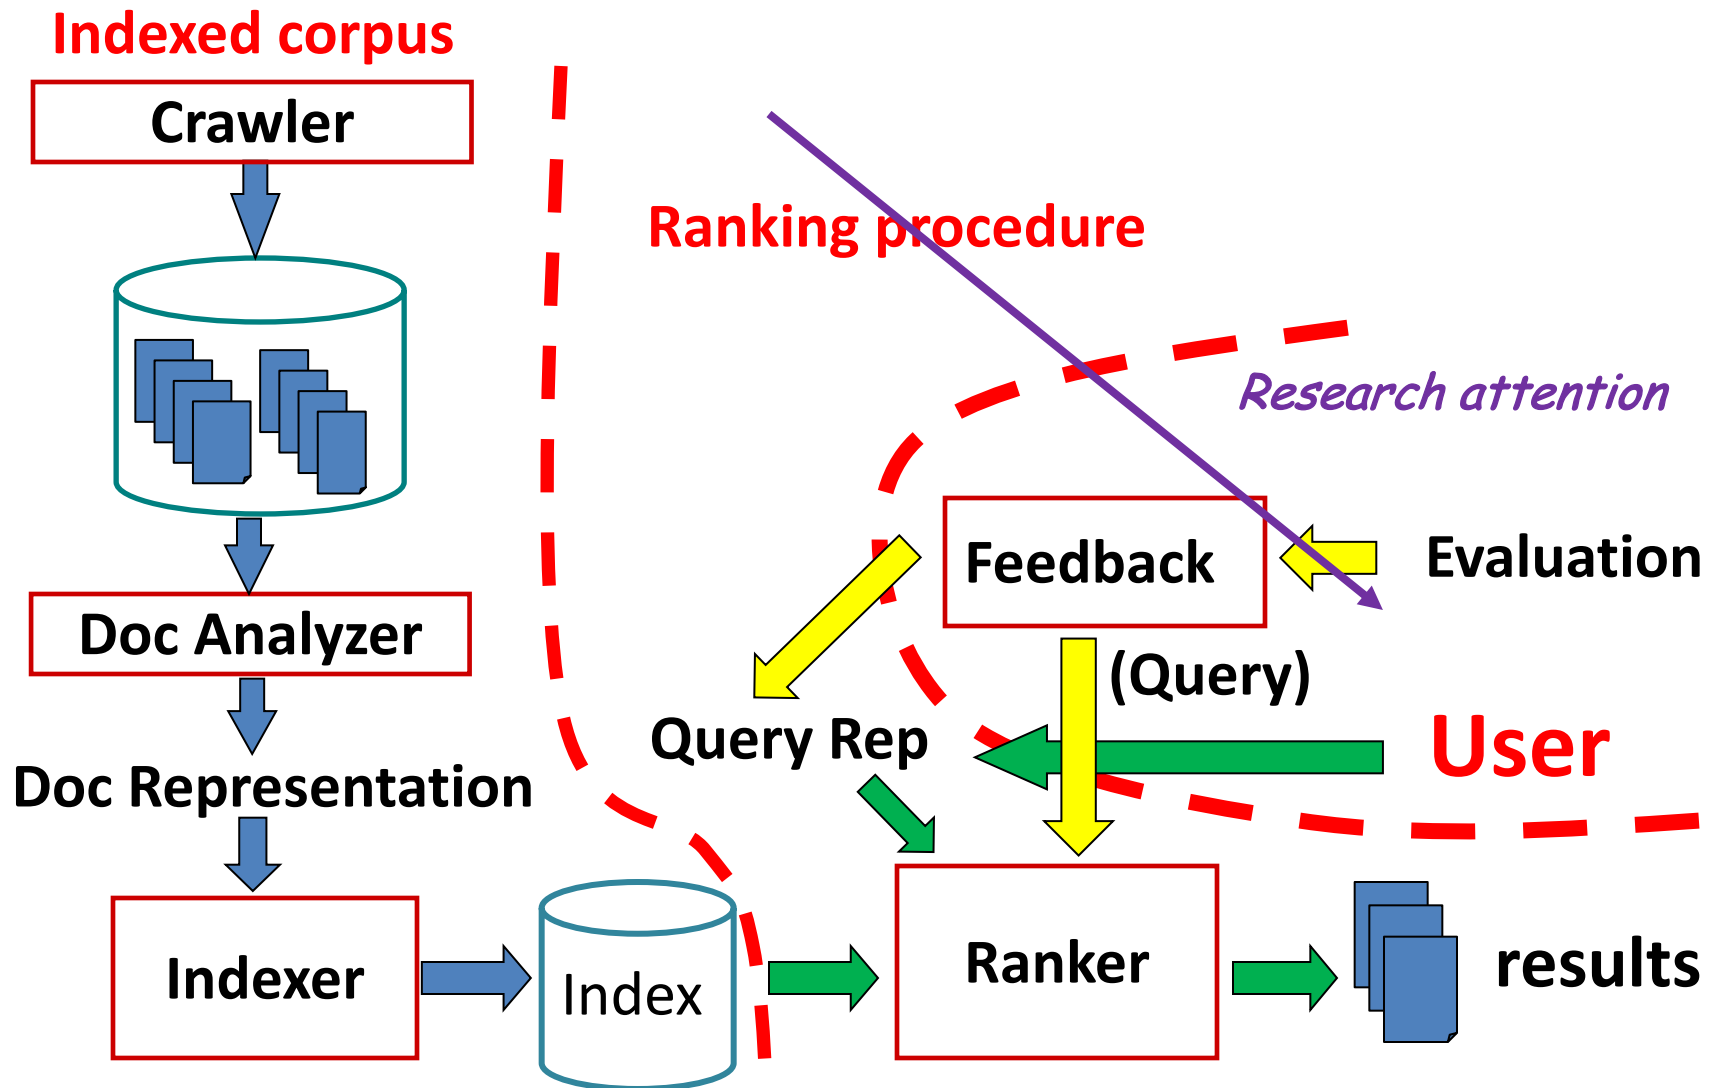 Indexed corpus
Crawler
Ranking procedure
Research attention
Feedback
Evaluation
Doc Analyzer
(Query)
Query Rep
User
Doc Representation
Indexer
Index
Ranker
results